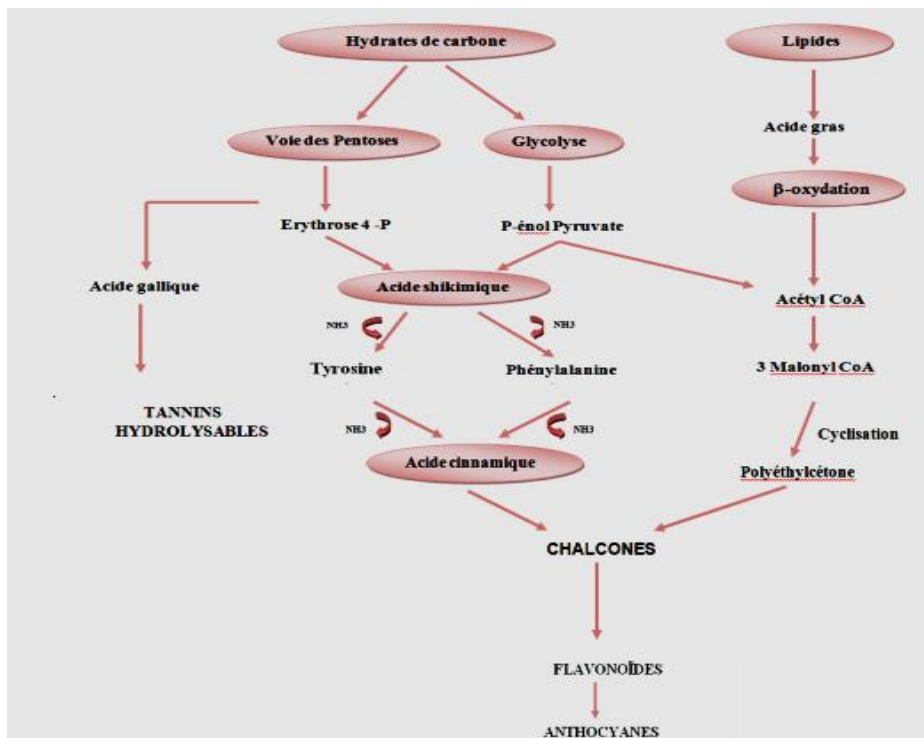 Hydrates de carbone
Lipides
Acide gras
Voie des Pentoses
Glycolyse
β-oxydation
Erythrose 4 -P
P-énol Pyruvate
Acide gallique
Acide shikimique
Acétyl CoA
NH3
NH3
Tyrosine
Phénylalanine
3 Malonyl CoA
TANNINS
HYDROLYSABLES
NH3
NH3
Cyclisation
Acide cinnamique
Polyéthylcétone
CHALCONES
FLAVONOÏDES
ANTHOCYANES